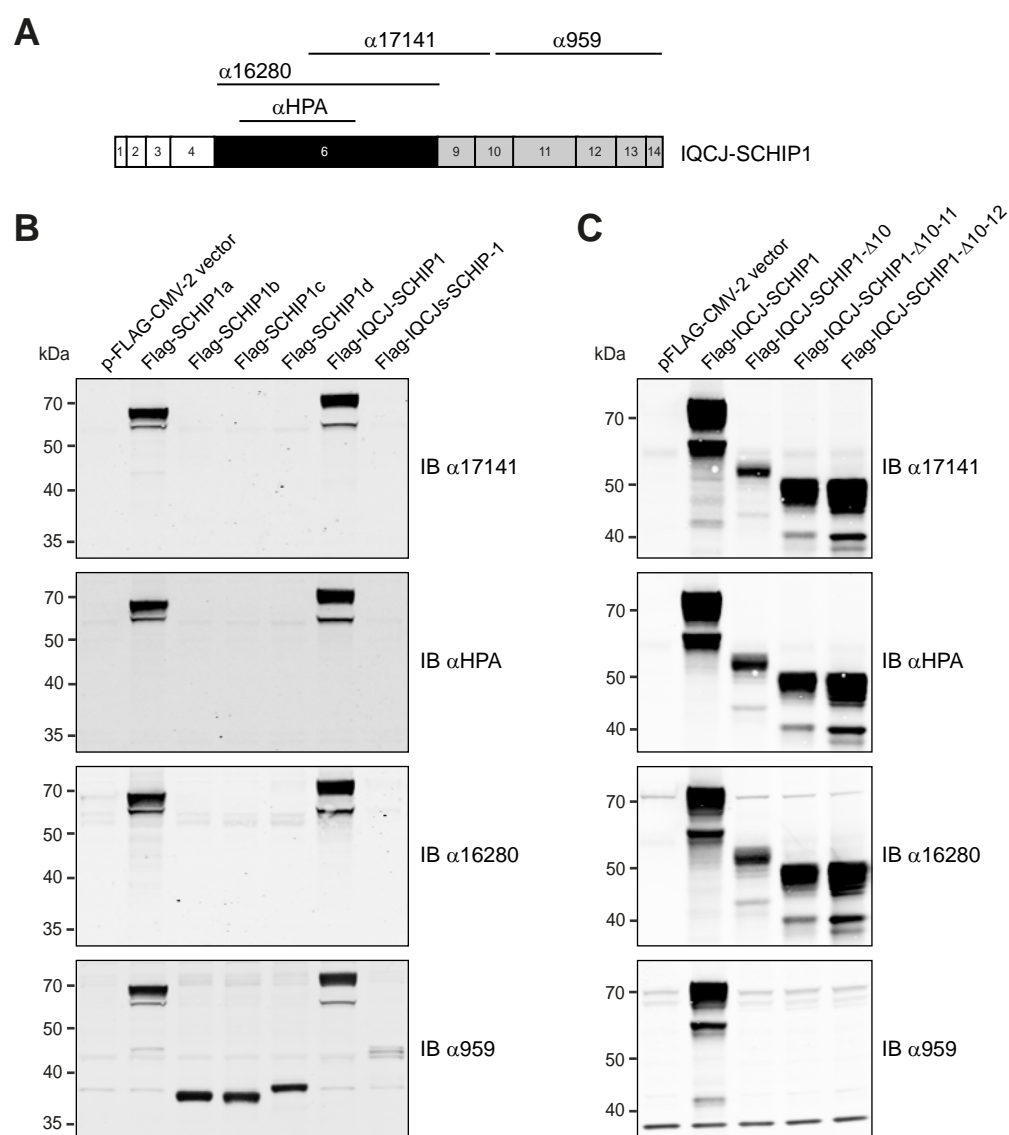 A
α17141
α959
α16280
αHPA
1 2 3 4 6 9 10 11 12 13 14 IQCJ-SCHIP1
B
kDa
p-FLAG-CMV-2 vector
Flag-SCHIP1a
Flag-SCHIP1b
Flag-SCHIP1c
Flag-SCHIP1d
Flag-IQCJ-SCHIP1
Flag-IQCJs-SCHIP-1
70
50
40
35
IB α17141
70
50
40
35
IB αHPA
70
50
40
35
IB α16280
70
50
40
35
IB α959
C
kDa
pFLAG-CMV-2 vector
Flag-IQCJ-SCHIP1
Flag-IQCJ-SCHIP1-Δ10
Flag-IQCJ-SCHIP1-Δ10-11
Flag-IQCJ-SCHIP1-Δ10-12
70
50
40
IB α17141
70
50
40
IB αHPA
70
50
40
IB α16280
70
50
40
IB α959